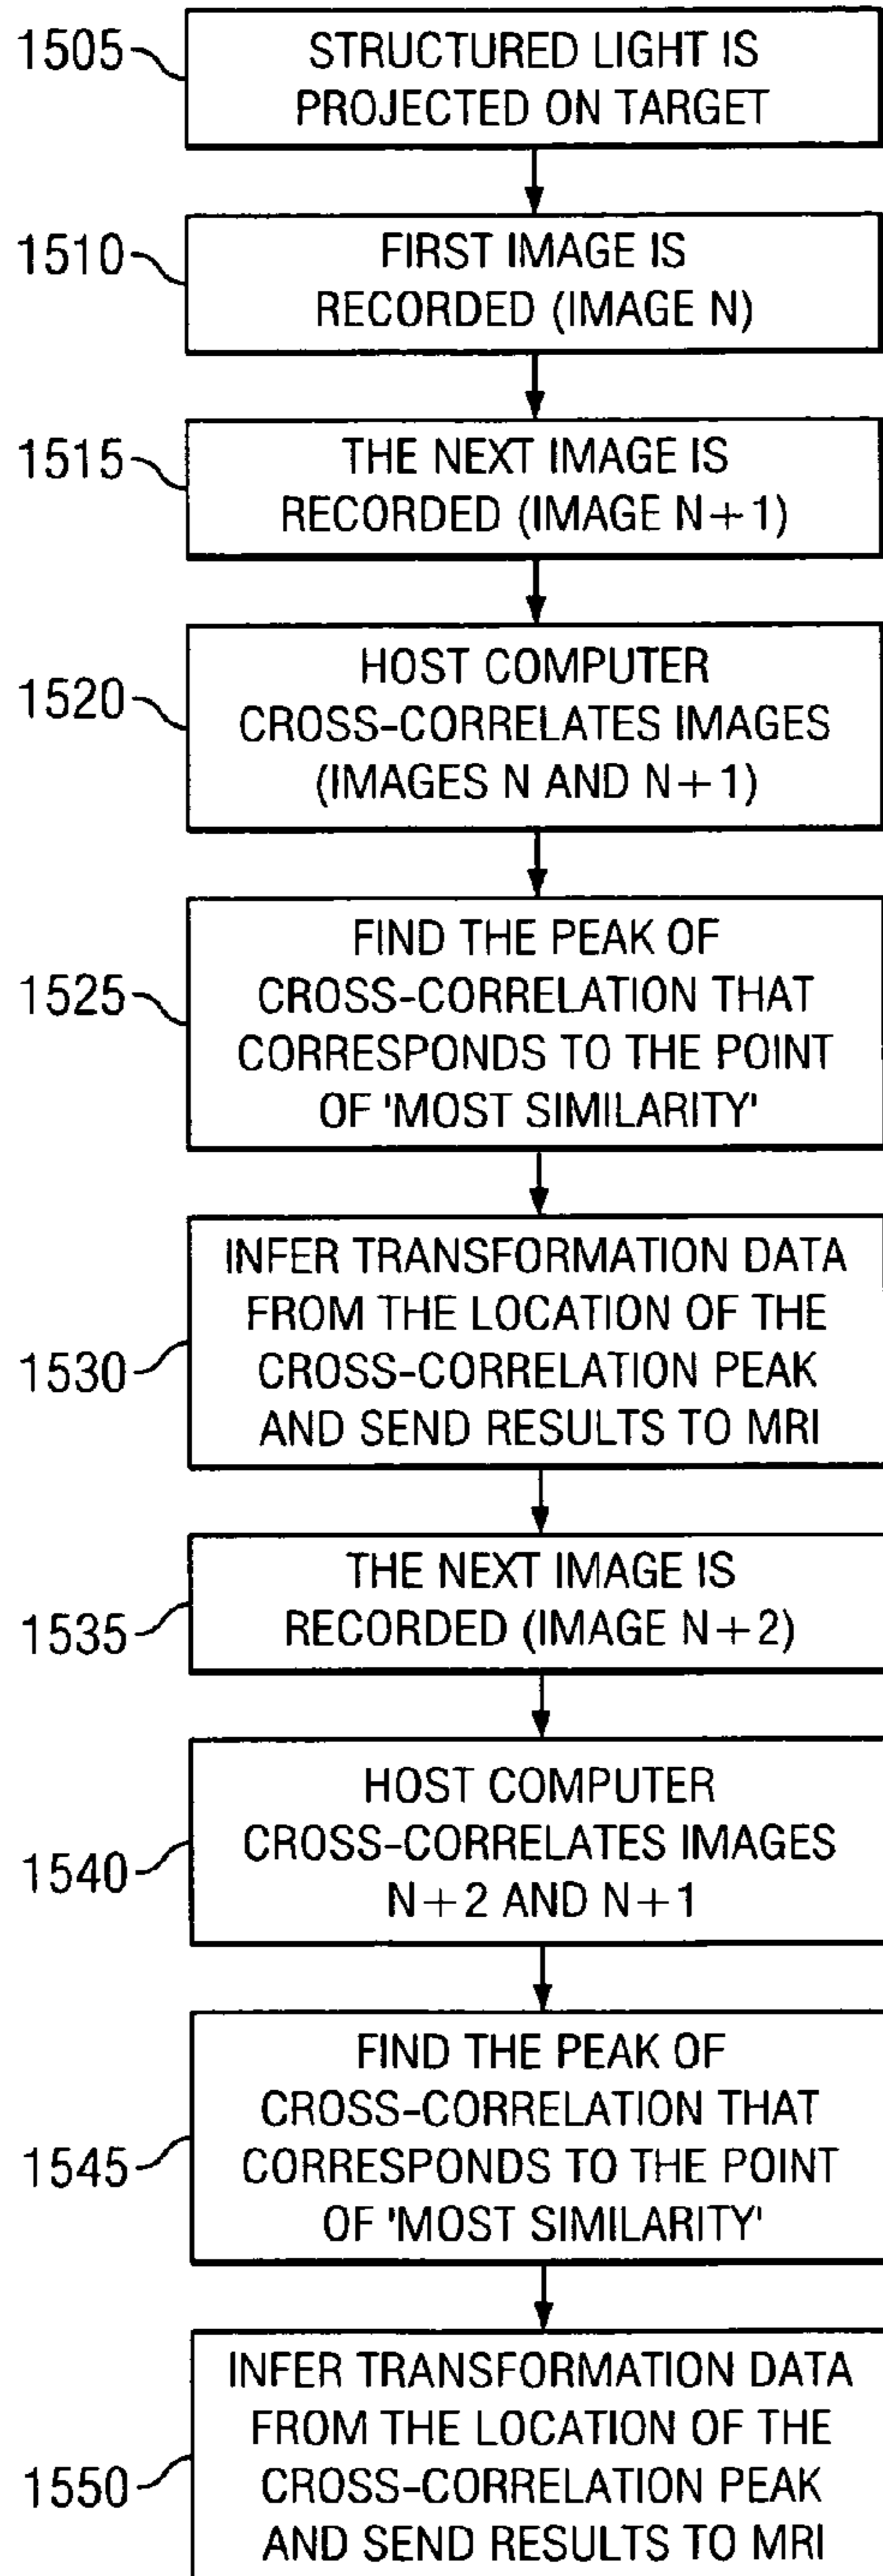 1505
STRUCTURED LIGHT IS
PROJECTED ON TARGET
1510
FIRST IMAGE IS
RECORDED (IMAGE N)
1515
THE NEXT IMAGE IS
RECORDED (IMAGE N+1)
1520
HOST COMPUTER
CROSS-CORRELATES IMAGES
(IMAGES N AND N+1)
1525
FIND THE PEAK OF
CROSS-CORRELATION THAT
CORRESPONDS TO THE POINT
OF 'MOST SIMILARITY'
1530
INFER TRANSFORMATION DATA
FROM THE LOCATION OF THE
CROSS-CORRELATION PEAK
AND SEND RESULTS TO MRI
1535
THE NEXT IMAGE IS
RECORDED (IMAGE N+2)
1540
HOST COMPUTER
CROSS-CORRELATES IMAGES
N+2 AND N+1
1545
FIND THE PEAK OF
CROSS-CORRELATION THAT
CORRESPONDS TO THE POINT
OF 'MOST SIMILARITY'
1550
INFER TRANSFORMATION DATA
FROM THE LOCATION OF THE
CROSS-CORRELATION PEAK
AND SEND RESULTS TO MRI